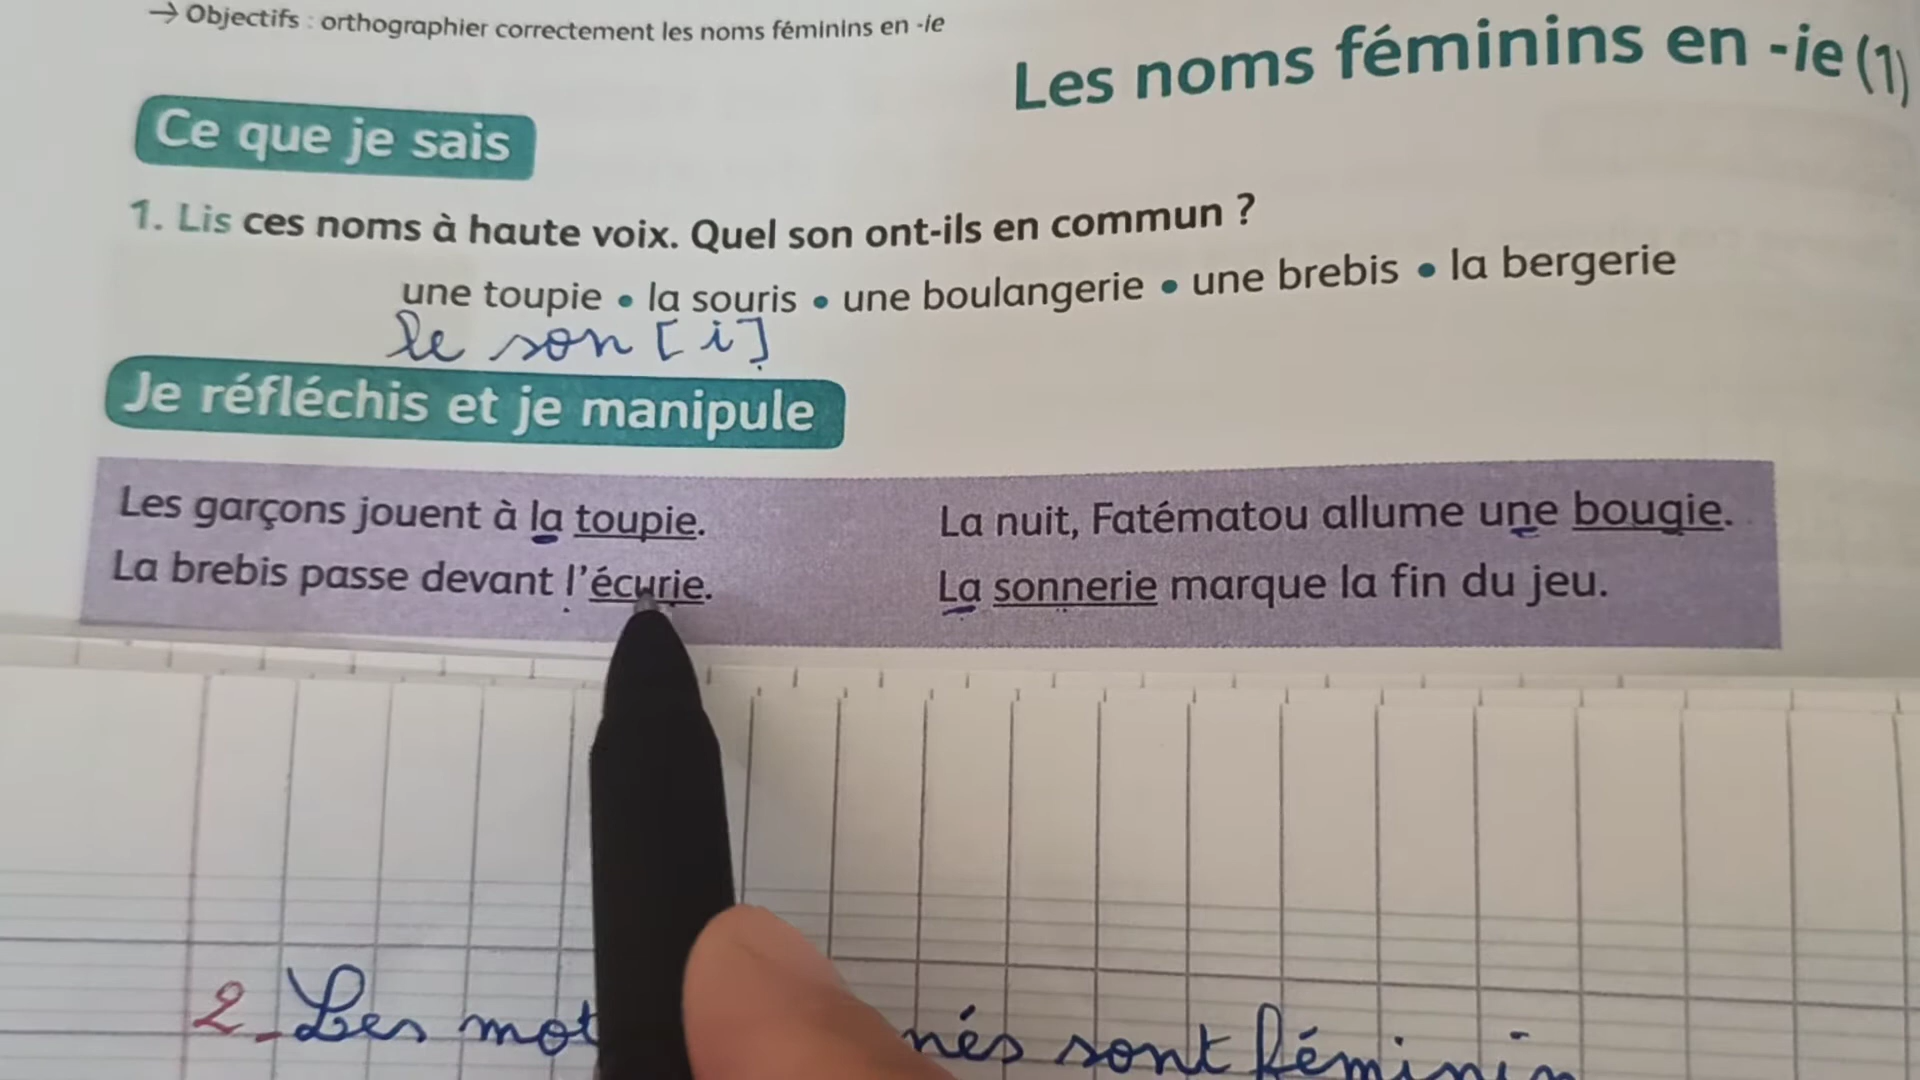 → Objectifs : orthographier correctement les noms féminins en -ie
Les noms féminins en -ie (1)
Ce que je sais
1. Lis ces noms à haute voix. Quel son ont-ils en commun ?
une toupie • la souris • une boulangerie • une brebis • la bergerie
le son [i]
Je réfléchis et je manipule
Les garçons jouent à la toupie.
La brebis passe devant l'écurie.
La nuit, Fatématou allume une bougie.
La sonnerie marque la fin du jeu.
2-Les nés sont